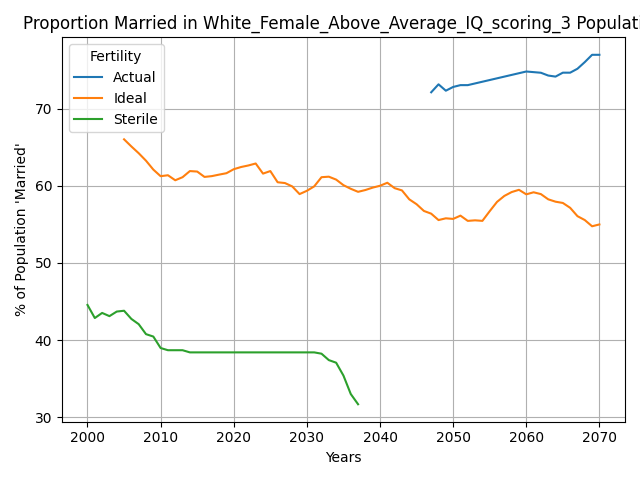 Proportion Married in White_Female_Above_Average_IQ_scoring_3 Populati
Fertility
Actual
Ideal
Sterile
% of Population 'Married'
70
60
50
40
30
2000 2010 2020 2030 2040 2050 2060 2070
Years